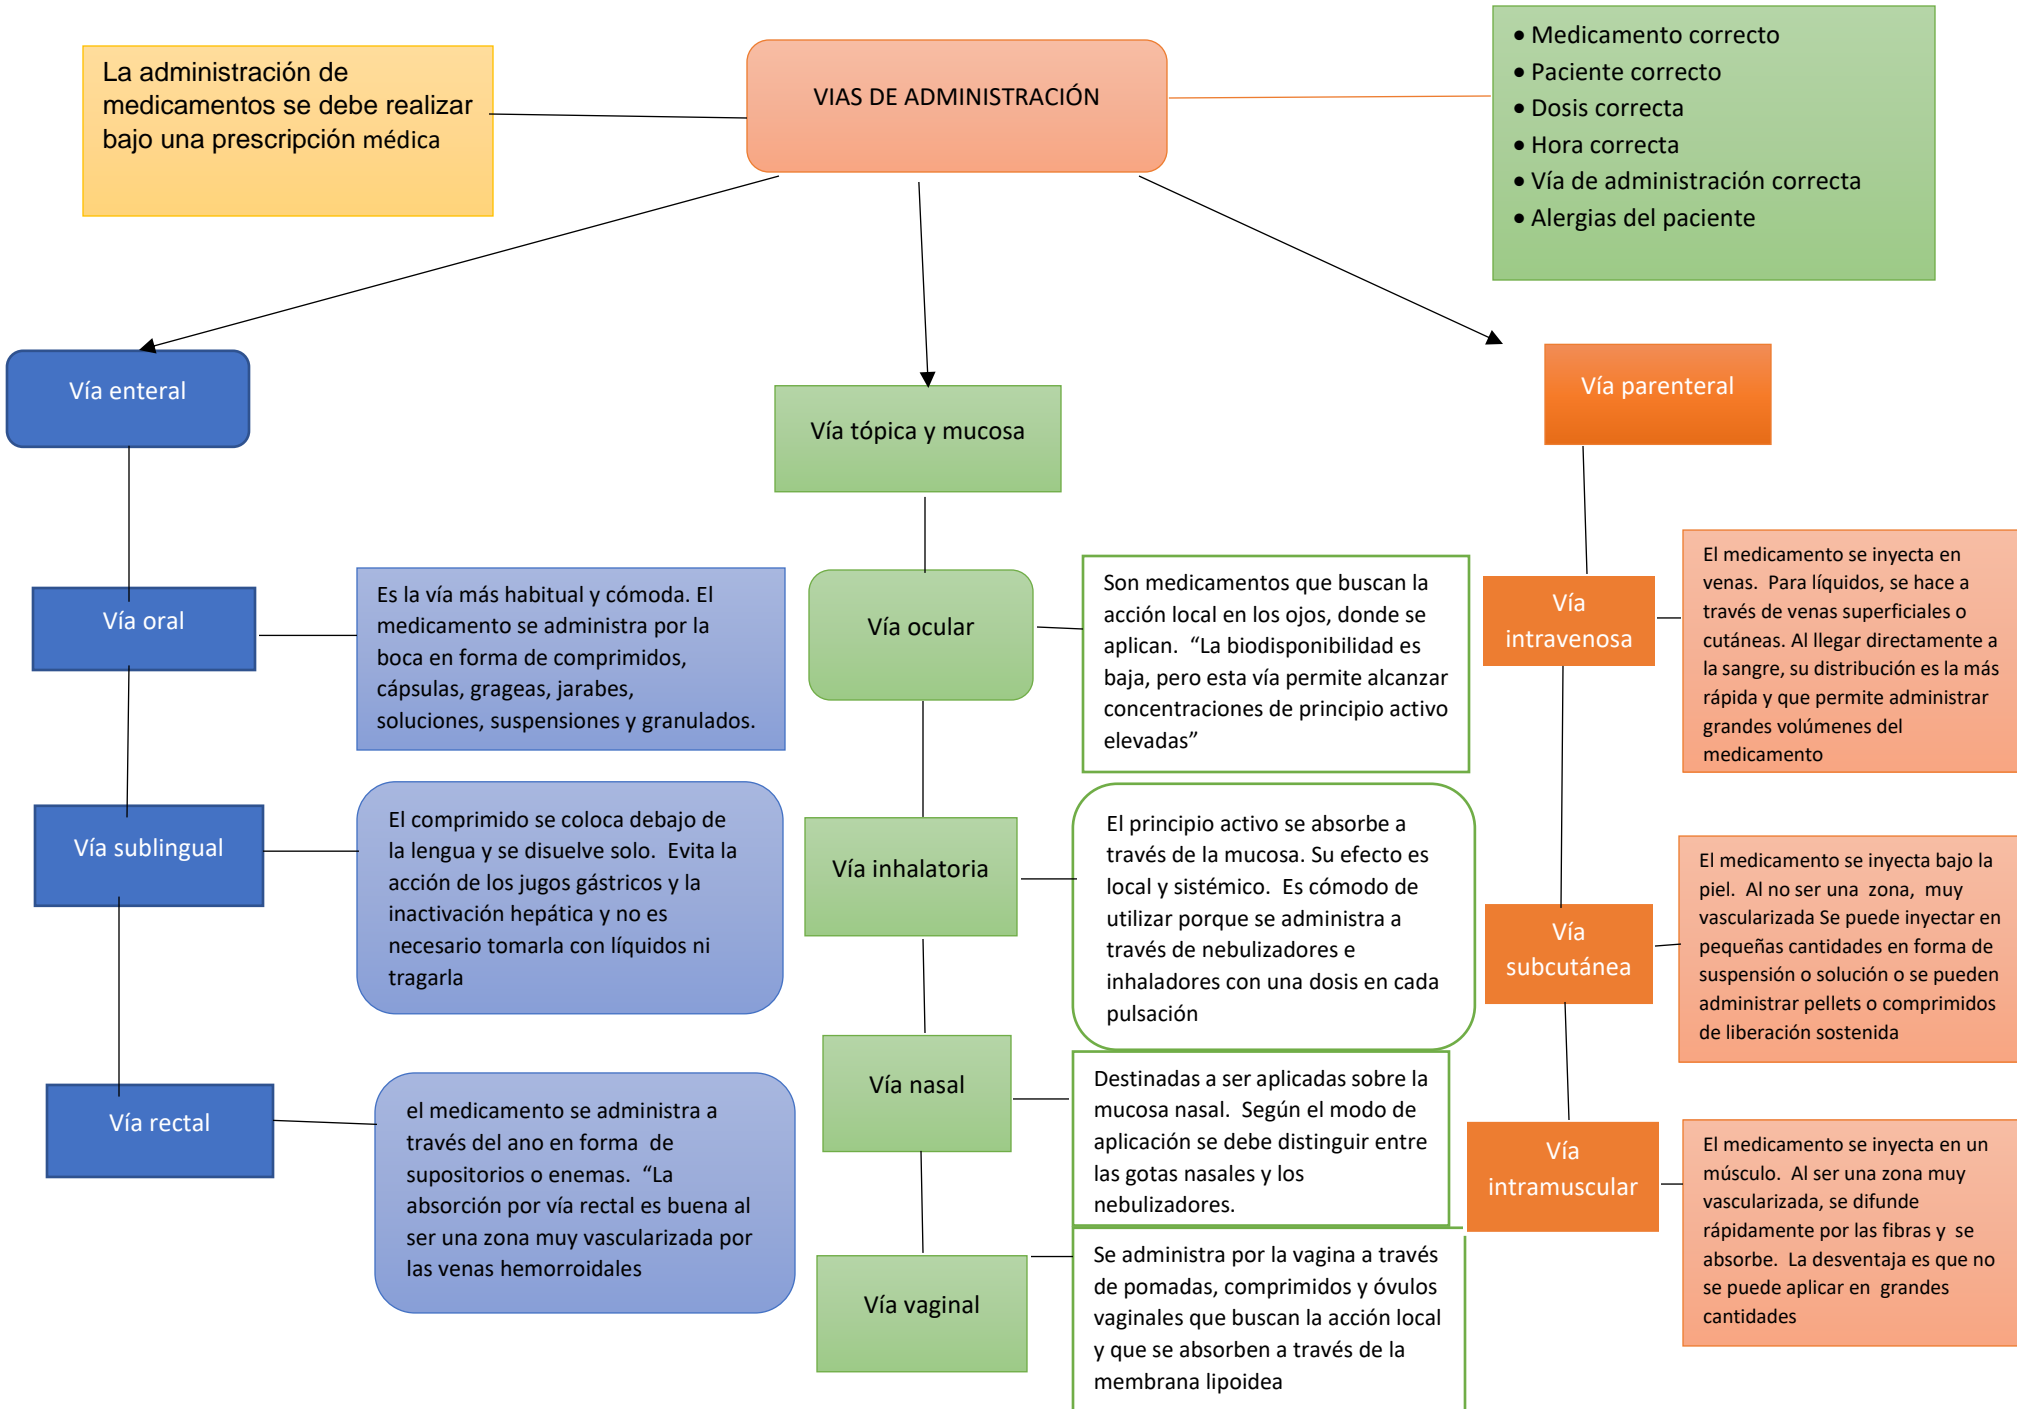 La administración de
medicamentos se debe realizar
bajo una prescripción médica
VIAS DE ADMINISTRACIÓN
• Medicamento correcto
• Paciente correcto
• Dosis correcta
• Hora correcta
• Vía de administración correcta
• Alergias del paciente
Vía enteral
Vía tópica y mucosa
Vía parenteral
Vía oral
Es la vía más habitual y cómoda. El
medicamento se administra por la
boca en forma de comprimidos,
cápsulas, grageas, jarabes,
soluciones, suspensiones y granulados.
Vía sublingual
El comprimido se coloca debajo de
la lengua y se disuelve solo. Evita la
acción de los jugos gástricos y la
inactivación hepática y no es
necesario tomarla con líquidos ni
tragarla
Vía rectal
el medicamento se administra a
través del ano en forma de
supositorios o enemas. “La
absorción por vía rectal es buena al
ser una zona muy vascularizada por
las venas hemorroidales
Vía ocular
Son medicamentos que buscan la
acción local en los ojos, donde se
aplican. “La biodisponibilidad es
baja, pero esta vía permite alcanzar
concentraciones de principio activo
elevadas”
Vía inhalatoria
El principio activo se absorbe a
través de la mucosa. Su efecto es
local y sistémico. Es cómodo de
utilizar porque se administra a
través de nebulizadores e
inhaladores con una dosis en cada
pulsación
Vía nasal
Destinadas a ser aplicadas sobre la
mucosa nasal. Según el modo de
aplicación se debe distinguir entre
las gotas nasales y los
nebulizadores.
Vía vaginal
Se administra por la vagina a través
de pomadas, comprimidos y óvulos
vaginales que buscan la acción local
y que se absorben a través de la
membrana lipoidea
Vía
intravenosa
El medicamento se inyecta en
venas. Para líquidos, se hace a
través de venas superficiales o
cutáneas. Al llegar directamente a
la sangre, su distribución es la más
rápida y que permite administrar
grandes volúmenes del
medicamento
Vía
subcutánea
El medicamento se inyecta bajo la
piel. Al no ser una zona, muy
vascularizada Se puede inyectar en
pequeñas cantidades en forma de
suspensión o solución o se pueden
administrar pellets o comprimidos
de liberación sostenida
Vía
intramuscular
El medicamento se inyecta en un
músculo. Al ser una zona muy
vascularizada, se difunde
rápidamente por las fibras y se
absorbe. La desventaja es que no
se puede aplicar en grandes
cantidades